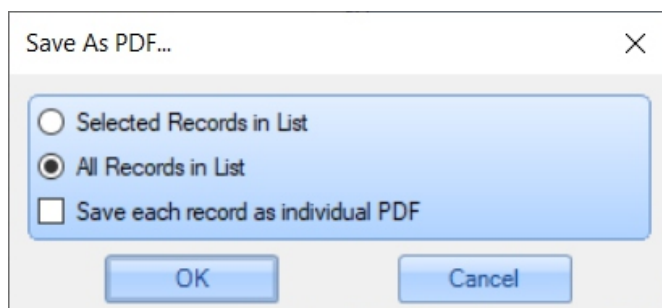 Save As PDF...
Selected Records in List
All Records in List
Save each record as individual PDF
OK
Cancel